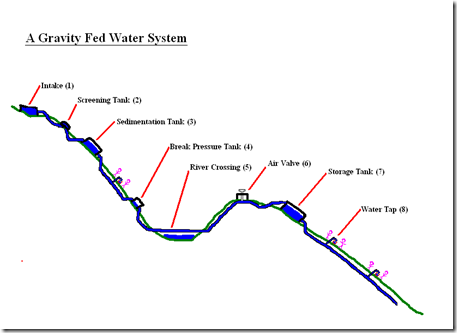 A Gravity Fed Water System
Intake (1)
Screening Tank (2)
Sedimentation Tank (3)
Break Pressure Tank (4)
River Crossing (5)
Air Valve (6)
Storage Tank (7)
Water Tap (8)